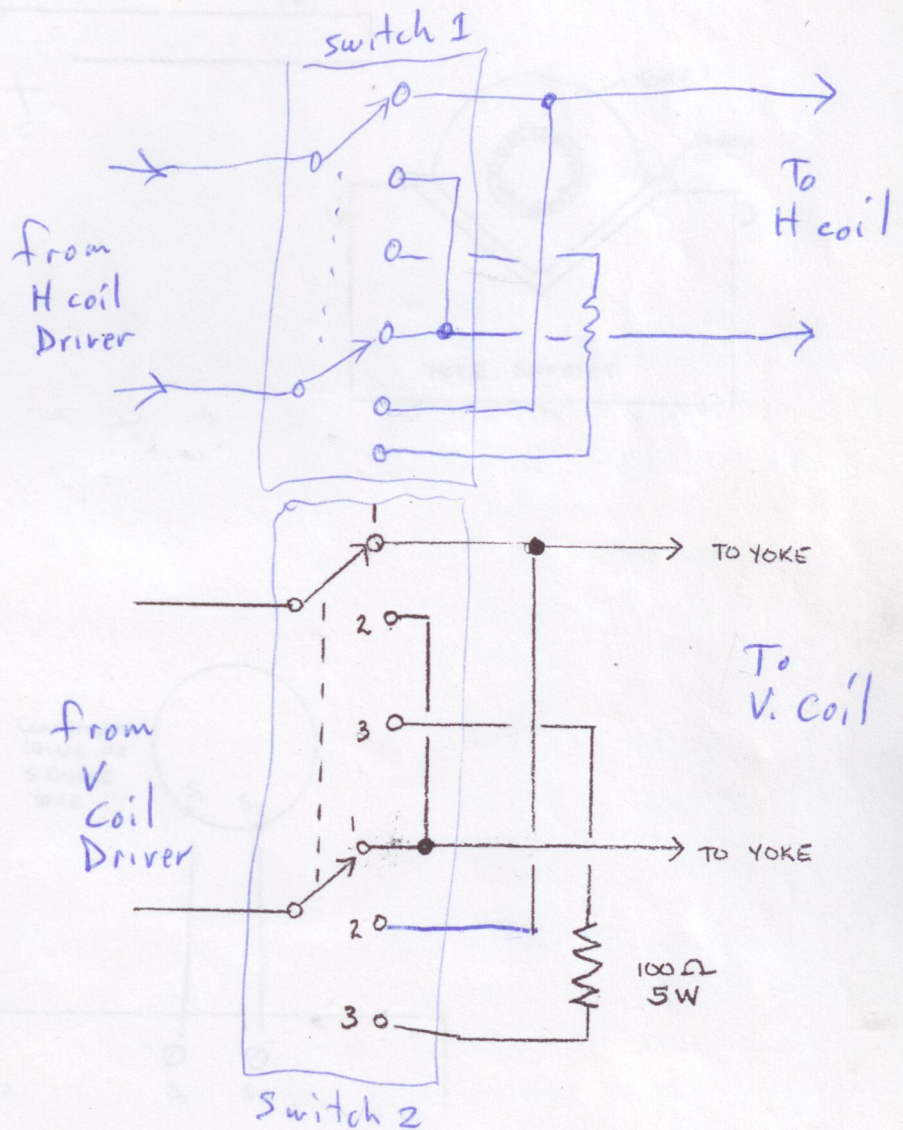 switch 1
To
H coil
from
H coil
Driver
1
TO YOKE
2
To
V. Coil
3
from
V
Coil
Driver
1
TO YOKE
2
100Ω
5W
3
Switch 2